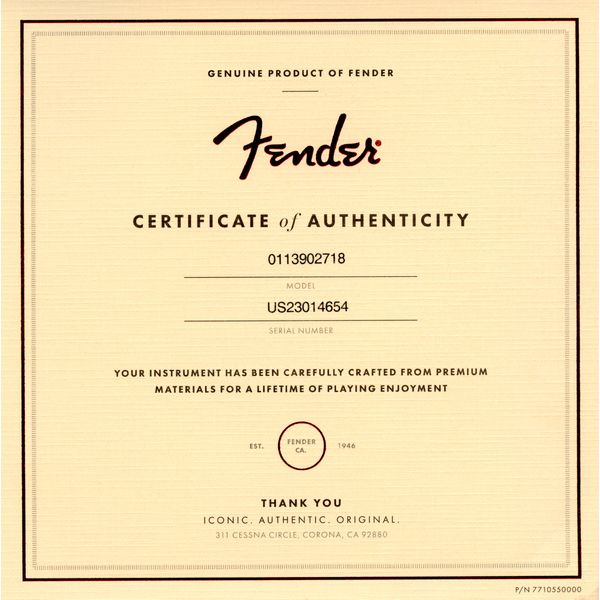 GENUINE PRODUCT OF FENDER
Fender
CERTIFICATE of AUTHENTICITY
0113902718
MODEL
US23014654
SERIAL NUMBER
YOUR INSTRUMENT HAS BEEN CAREFULLY CRAFTED FROM PREMIUM
MATERIALS FOR A LIFETIME OF PLAYING ENJOYMENT
EST. FENDER CA. 1946
THANK YOU
ICONIC. AUTHENTIC. ORIGINAL.
311 CESSNA CIRCLE, CORONA, CA 92880
P/N 7710550000